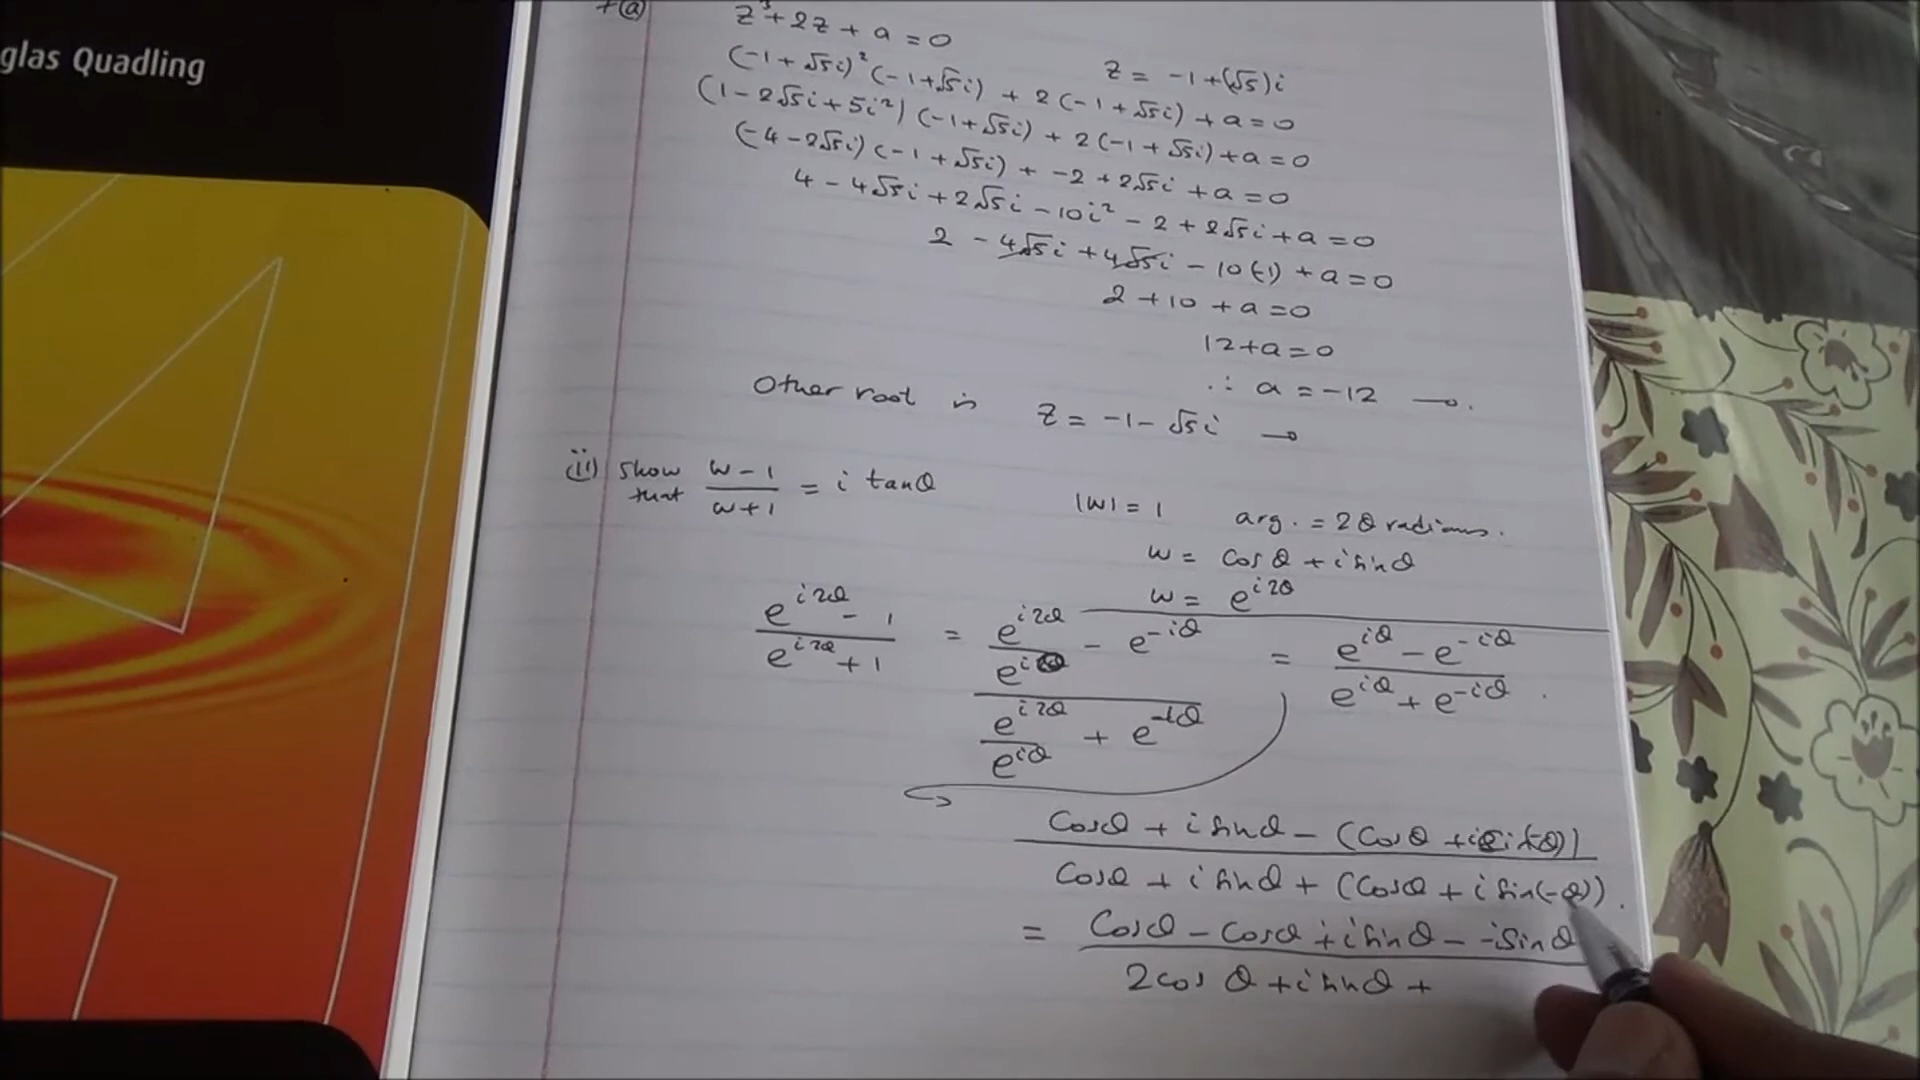 glas Quadling
7(a) z³ + 2z + a = 0
z = -1 + (√5)i
(-1 + √5i)² (-1 + √5i) + 2(-1 + √5i) + a = 0
(1 - 2√5i + 5i²) (-1 + √5i) + 2(-1 + √5i) + a = 0
(-4 - 2√5i) (-1 + √5i) + -2 + 2√5i + a = 0
4 - 4√5i + 2√5i - 10i² - 2 + 2√5i + a = 0
2 - 4√5i + 4√5i - 10(-1) + a = 0
2 + 10 + a = 0
12 + a = 0
∴ a = -12
Other root is z = -1 - √5i
(ii) Show that (w - 1)/(w + 1) = i tanθ
|w| = 1 arg. = 2θ radians.
w = cosθ + i sinθ
w = e^{i2θ}
(e^{i2θ} - 1)/(e^{i2θ} + 1) = (e^{i2θ}/e^{iθ} - e^{-iθ})/(e^{i2θ}/e^{iθ} + e^{-iθ}) = (e^{iθ} - e^{-iθ})/(e^{iθ} + e^{-iθ}).
cosθ + i sinθ - (cosθ + i sin(-θ))
cosθ + i sinθ + (cosθ + i sin(-θ)).
= cosθ - cosθ + i sinθ - -i sinθ
2cosθ + i sinθ +